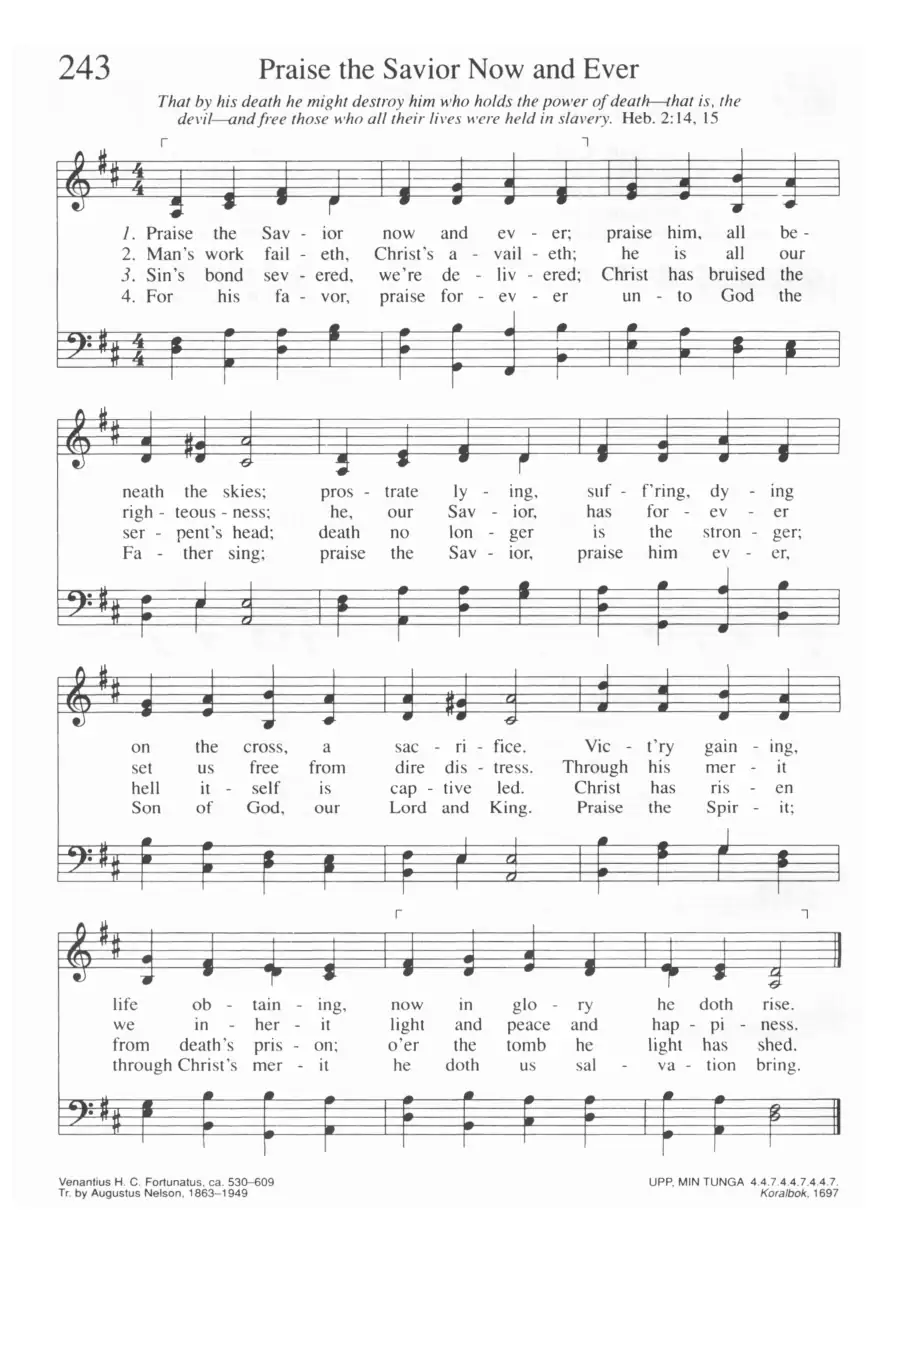 243
Praise the Savior Now and Ever
That by his death he might destroy him who holds the power of death—that is, the
devil—and free those who all their lives were held in slavery. Heb. 2:14, 15
1. Praise the Sav - ior now and ev - er; praise him, all be -
2. Man's work fail - eth, Christ's a - vail - eth; he is all our
3. Sin's bond sev - ered, we're de - liv - ered; Christ has bruised the
4. For his fa - vor, praise for - ev - er un - to God the
neath the skies; pros - trate ly - ing, suf - f'ring, dy - ing
righ - teous - ness; he, our Sav - ior, has for - ev - er
ser - pent's head; death no lon - ger is the stron - ger;
Fa - ther sing; praise the Sav - ior, praise him ev - er,
on the cross, a sac - ri - fice. Vic - t'ry gain - ing,
set us free from dire dis - tress. Through his mer - it
hell it - self is cap - tive led. Christ has ris - en
Son of God, our Lord and King. Praise the Spir - it;
life ob - tain - ing, now in glo - ry he doth rise.
we in - her - it light and peace and hap - pi - ness.
from death's pris - on; o'er the tomb he light has shed.
through Christ's mer - it he doth us sal - va - tion bring.
Venantius H. C. Fortunatus, ca. 530–609
Tr. by Augustus Nelson, 1863–1949
UPP, MIN TUNGA 4.4.7.4.4.7.4.4.7.
Koralbok, 1697